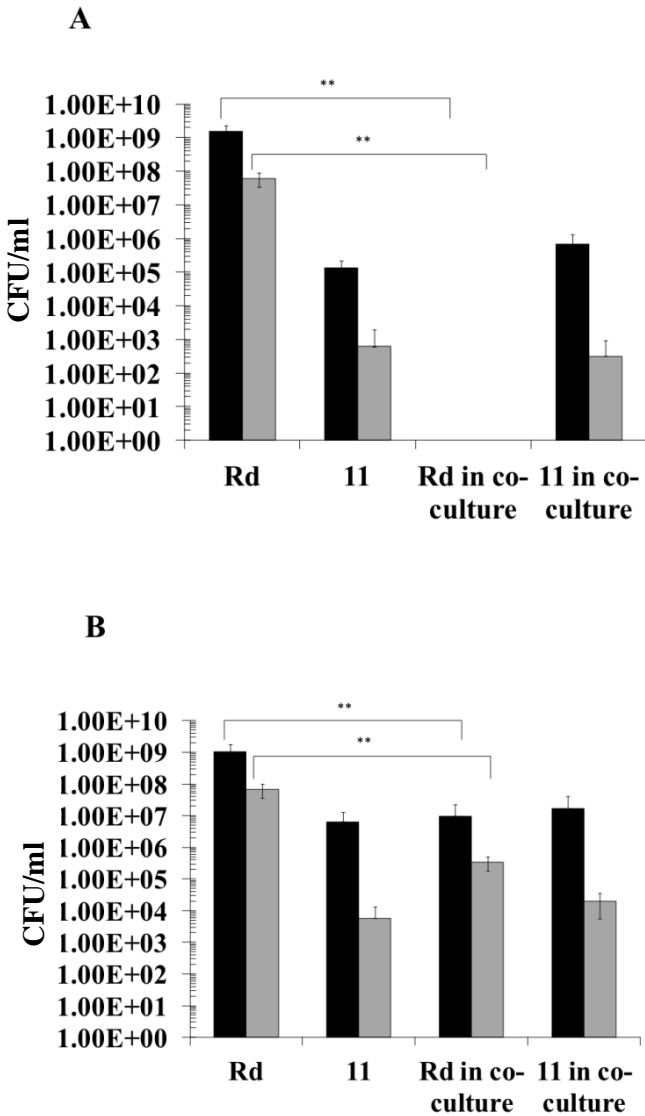 A
**
**
1.00E+10
1.00E+09
1.00E+08
1.00E+07
1.00E+06
1.00E+05
1.00E+04
1.00E+03
1.00E+02
1.00E+01
1.00E+00
CFU/ml
Rd
11
Rd in co-
culture
11 in co-
culture
B
**
**
1.00E+10
1.00E+09
1.00E+08
1.00E+07
1.00E+06
1.00E+05
1.00E+04
1.00E+03
1.00E+02
1.00E+01
1.00E+00
CFU/ml
Rd
11
Rd in co-
culture
11 in co-
culture